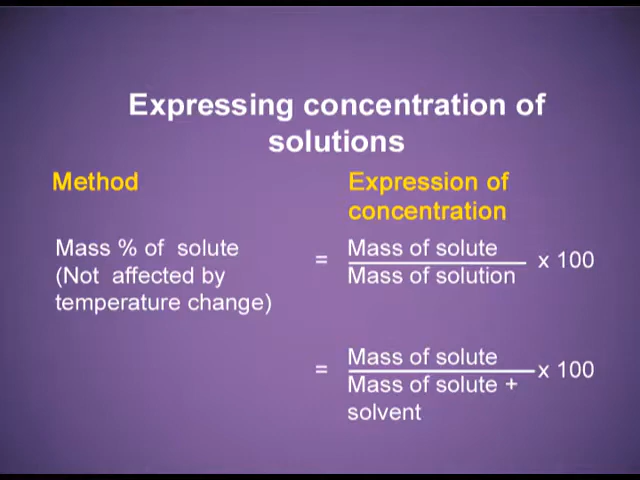 Expressing concentration of
solutions
Method
Expression of
concentration
Mass % of solute
(Not affected by
temperature change)
= Mass of solute
Mass of solution
x 100
= Mass of solute
Mass of solute +
solvent
x 100